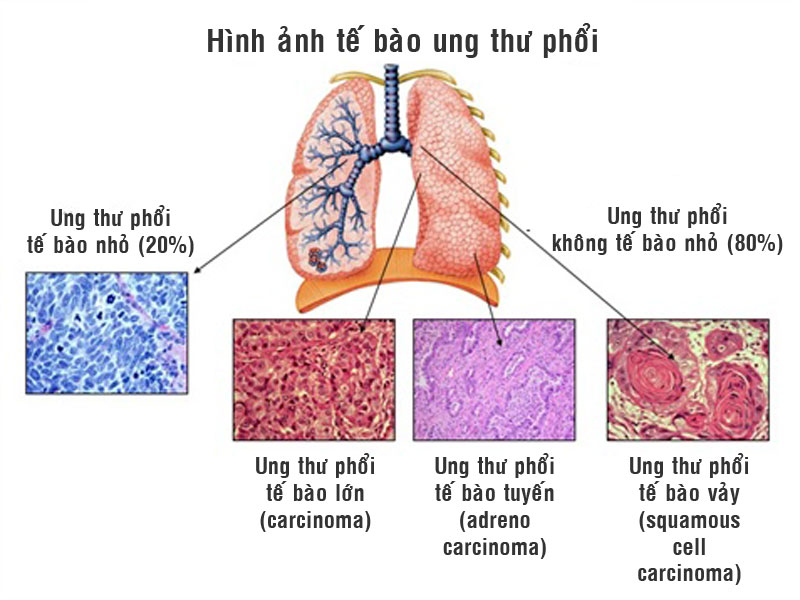 Hình ảnh tế bào ung thư phổi
Ung thư phổi
tế bào nhỏ (20%)
Ung thư phổi
không tế bào nhỏ (80%)
Ung thư phổi
tế bào lớn
(carcinoma)
Ung thư phổi
tế bào tuyến
(adreno
carcinoma)
Ung thư phổi
tế bào vảy
(squamous
cell
carcinoma)